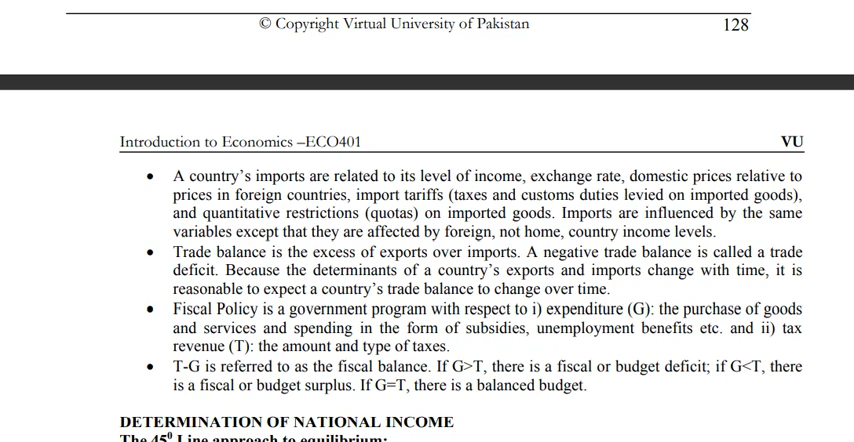 © Copyright Virtual University of Pakistan 128
Introduction to Economics –ECO401 VU
• A country's imports are related to its level of income, exchange rate, domestic prices relative to
prices in foreign countries, import tariffs (taxes and customs duties levied on imported goods),
and quantitative restrictions (quotas) on imported goods. Imports are influenced by the same
variables except that they are affected by foreign, not home, country income levels.
• Trade balance is the excess of exports over imports. A negative trade balance is called a trade
deficit. Because the determinants of a country's exports and imports change with time, it is
reasonable to expect a country's trade balance to change over time.
• Fiscal Policy is a government program with respect to i) expenditure (G): the purchase of goods
and services and spending in the form of subsidies, unemployment benefits etc. and ii) tax
revenue (T): the amount and type of taxes.
• T-G is referred to as the fiscal balance. If G>T, there is a fiscal or budget deficit; if G<T, there
is a fiscal or budget surplus. If G=T, there is a balanced budget.
DETERMINATION OF NATIONAL INCOME
The 45⁰ Line approach to equilibrium: